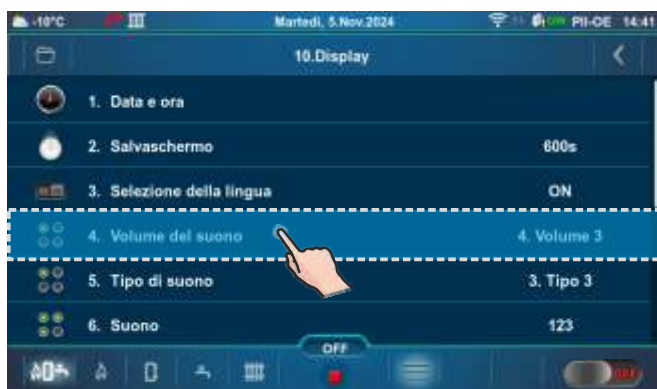 -10°C Martedì, 5.Nov.2024 PII-OE 14:41
10.Display
1. Data e ora
2. Salvaschermo 600s
3. Selezione della lingua ON
4. Volume del suono 4. Volume 3
5. Tipo di suono 3. Tipo 3
6. Suono 123
OFF
OFF